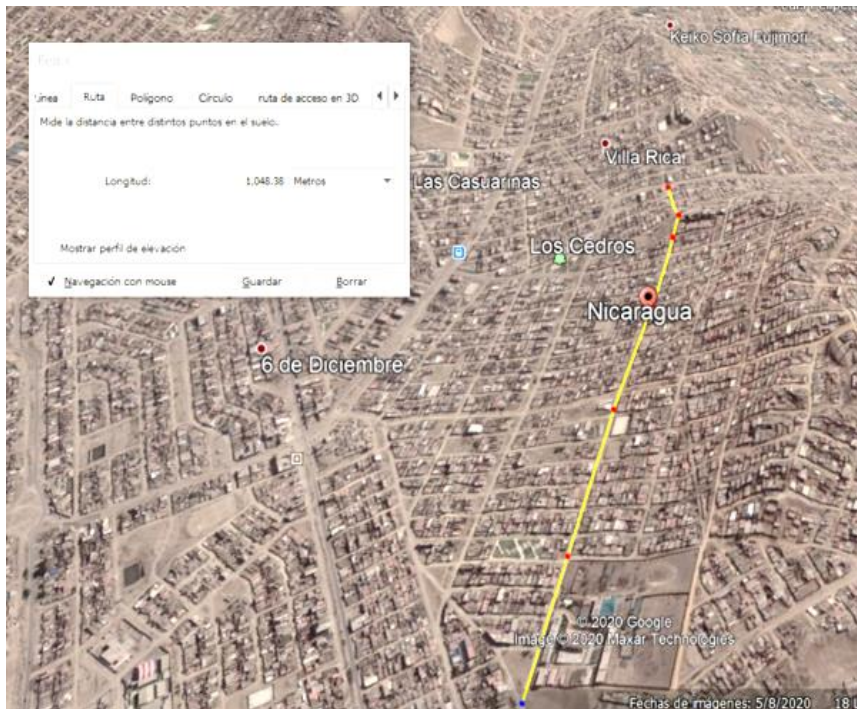 Keiko Sofía Fujimori
Ruta
Polígono
Círculo
ruta de acceso en 3D
Mide la distancia entre distintos puntos en el suelo.
Longitud:
1,048.38
Metros
Mostrar perfil de elevación
Navegación con mouse
Guardar
Borrar
Villa Rica
Las Casuarinas
Los Cedros
Nicaragua
6 de Diciembre
© 2020 Google
Image © 2020 Maxar Technologies
Fechas de imágenes: 5/8/2020
18